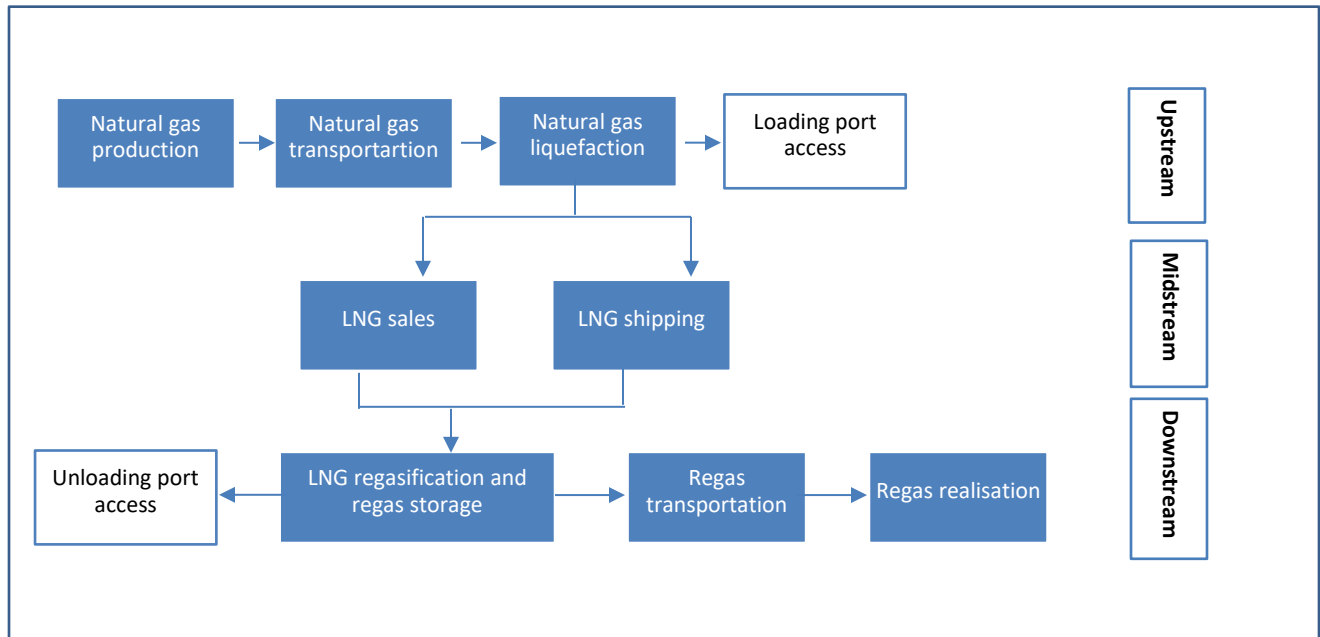 Natural gas
production
Natural gas
transportartion
Natural gas
liquefaction
Loading port
access
Upstream
LNG sales
LNG shipping
Midstream
Unloading port
access
LNG regasification and
regas storage
Regas
transportation
Regas realisation
Downstream